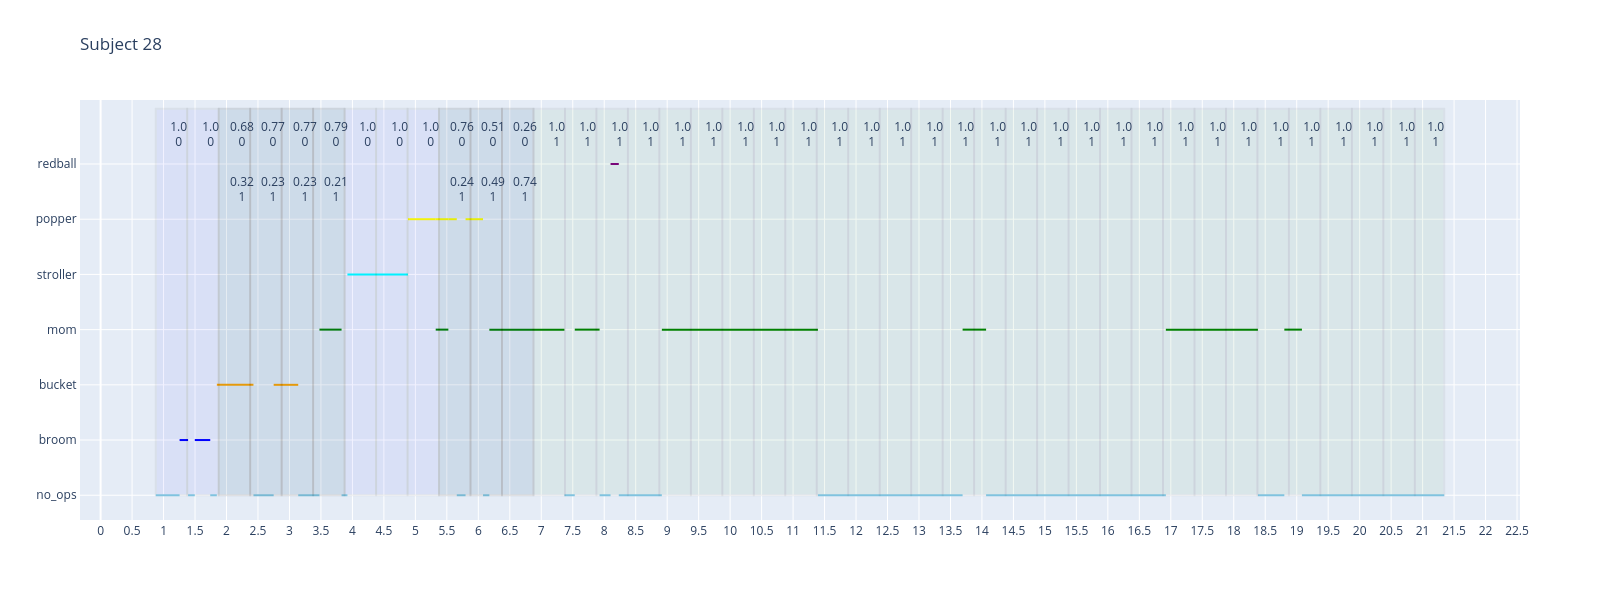 Subject 28
1.0 1.0 0.68 0.77 0.77 0.79 1.0 1.0 1.0 0.76 0.51 0.26 1.0 1.0 1.0 1.0 1.0 1.0 1.0 1.0 1.0 1.0 1.0 1.0 1.0 1.0 1.0 1.0 1.0 1.0 1.0 1.0 1.0 1.0 1.0 1.0 1.0 1.0 1.0 1.0 1.0
0 0 0 0 0 0 0 0 0 0 0 0 1 1 1 1 1 1 1 1 1 1 1 1 1 1 1 1 1 1 1 1 1 1 1 1 1 1 1 1 1
redball
0.32 0.23 0.23 0.21 0.24 0.49 0.74
1 1 1 1 1 1 1
popper
stroller
mom
bucket
broom
no_ops
0 0.5 1 1.5 2 2.5 3 3.5 4 4.5 5 5.5 6 6.5 7 7.5 8 8.5 9 9.5 10 10.5 11 11.5 12 12.5 13 13.5 14 14.5 15 15.5 16 16.5 17 17.5 18 18.5 19 19.5 20 20.5 21 21.5 22 22.5